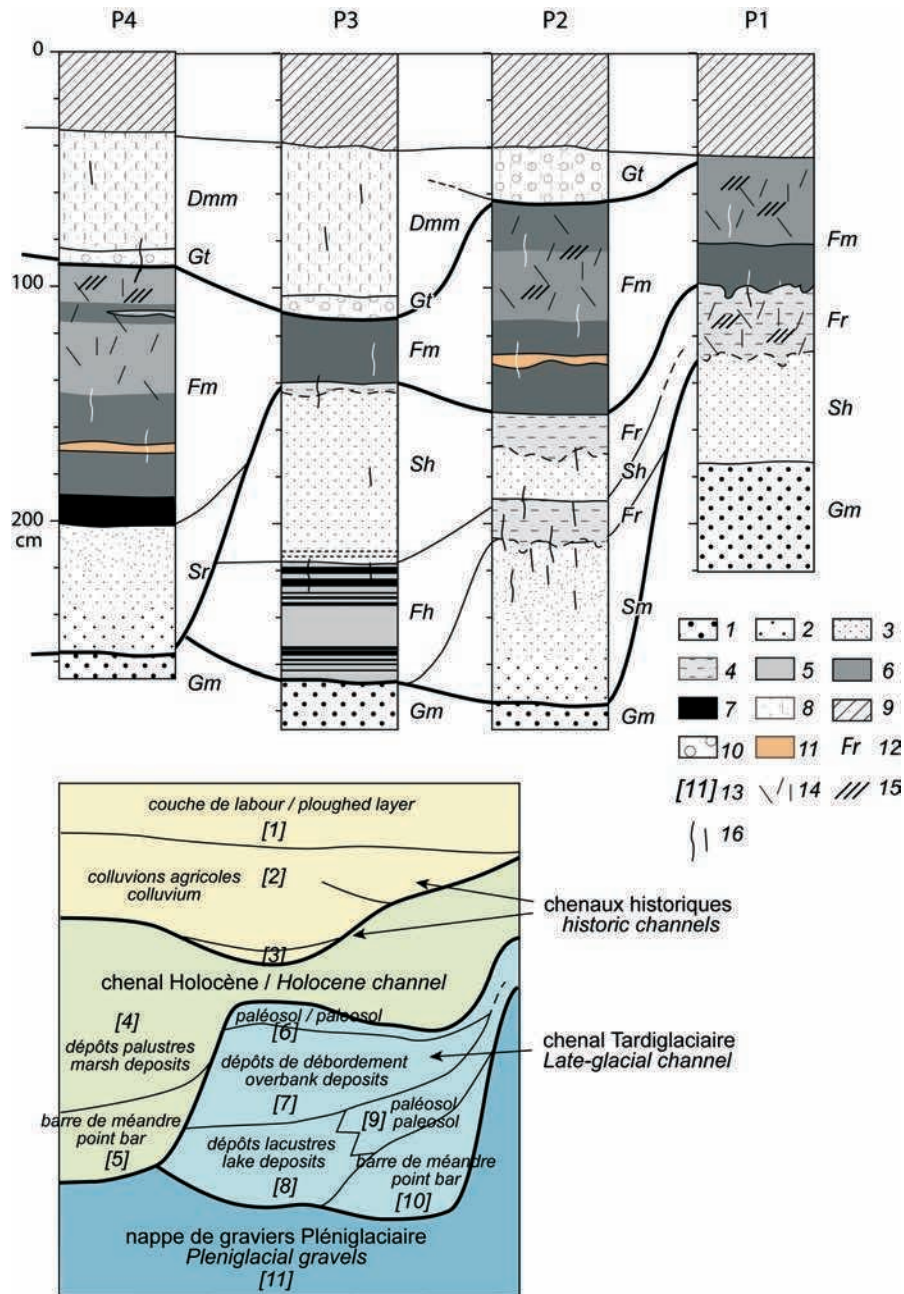 P4 P3 P2 P1
0
Gt
Dmm
Dmm
Fm
Gt
100
Gt
Fm
Fr
Fm
Fm
Sh
Fr
Sh
Sh
Gm
200
Fr
cm
Sr
Fh
Sm
Gm
Gm
1 2 3
4 5 6
7 8 9
10 11 Fr 12
[11] 13 14 15
16
couche de labour / ploughed layer
[1]
colluvions agricoles
colluvium
[2]
chenaux historiques
historic channels
[3]
chenal Holocène / Holocene channel
[4]
dépôts palustres
marsh deposits
paléosol / paleosol
[6]
chenal Tardiglaciaire
Late-glacial channel
dépôts de débordement
overbank deposits
[7]
barre de méandre
point bar
[5]
[9]
paléosol
paleosol
dépôts lacustres
lake deposits
[8]
barre de méandre
point bar
[10]
nappe de graviers Pléniglaciaire
Pleniglacial gravels
[11]